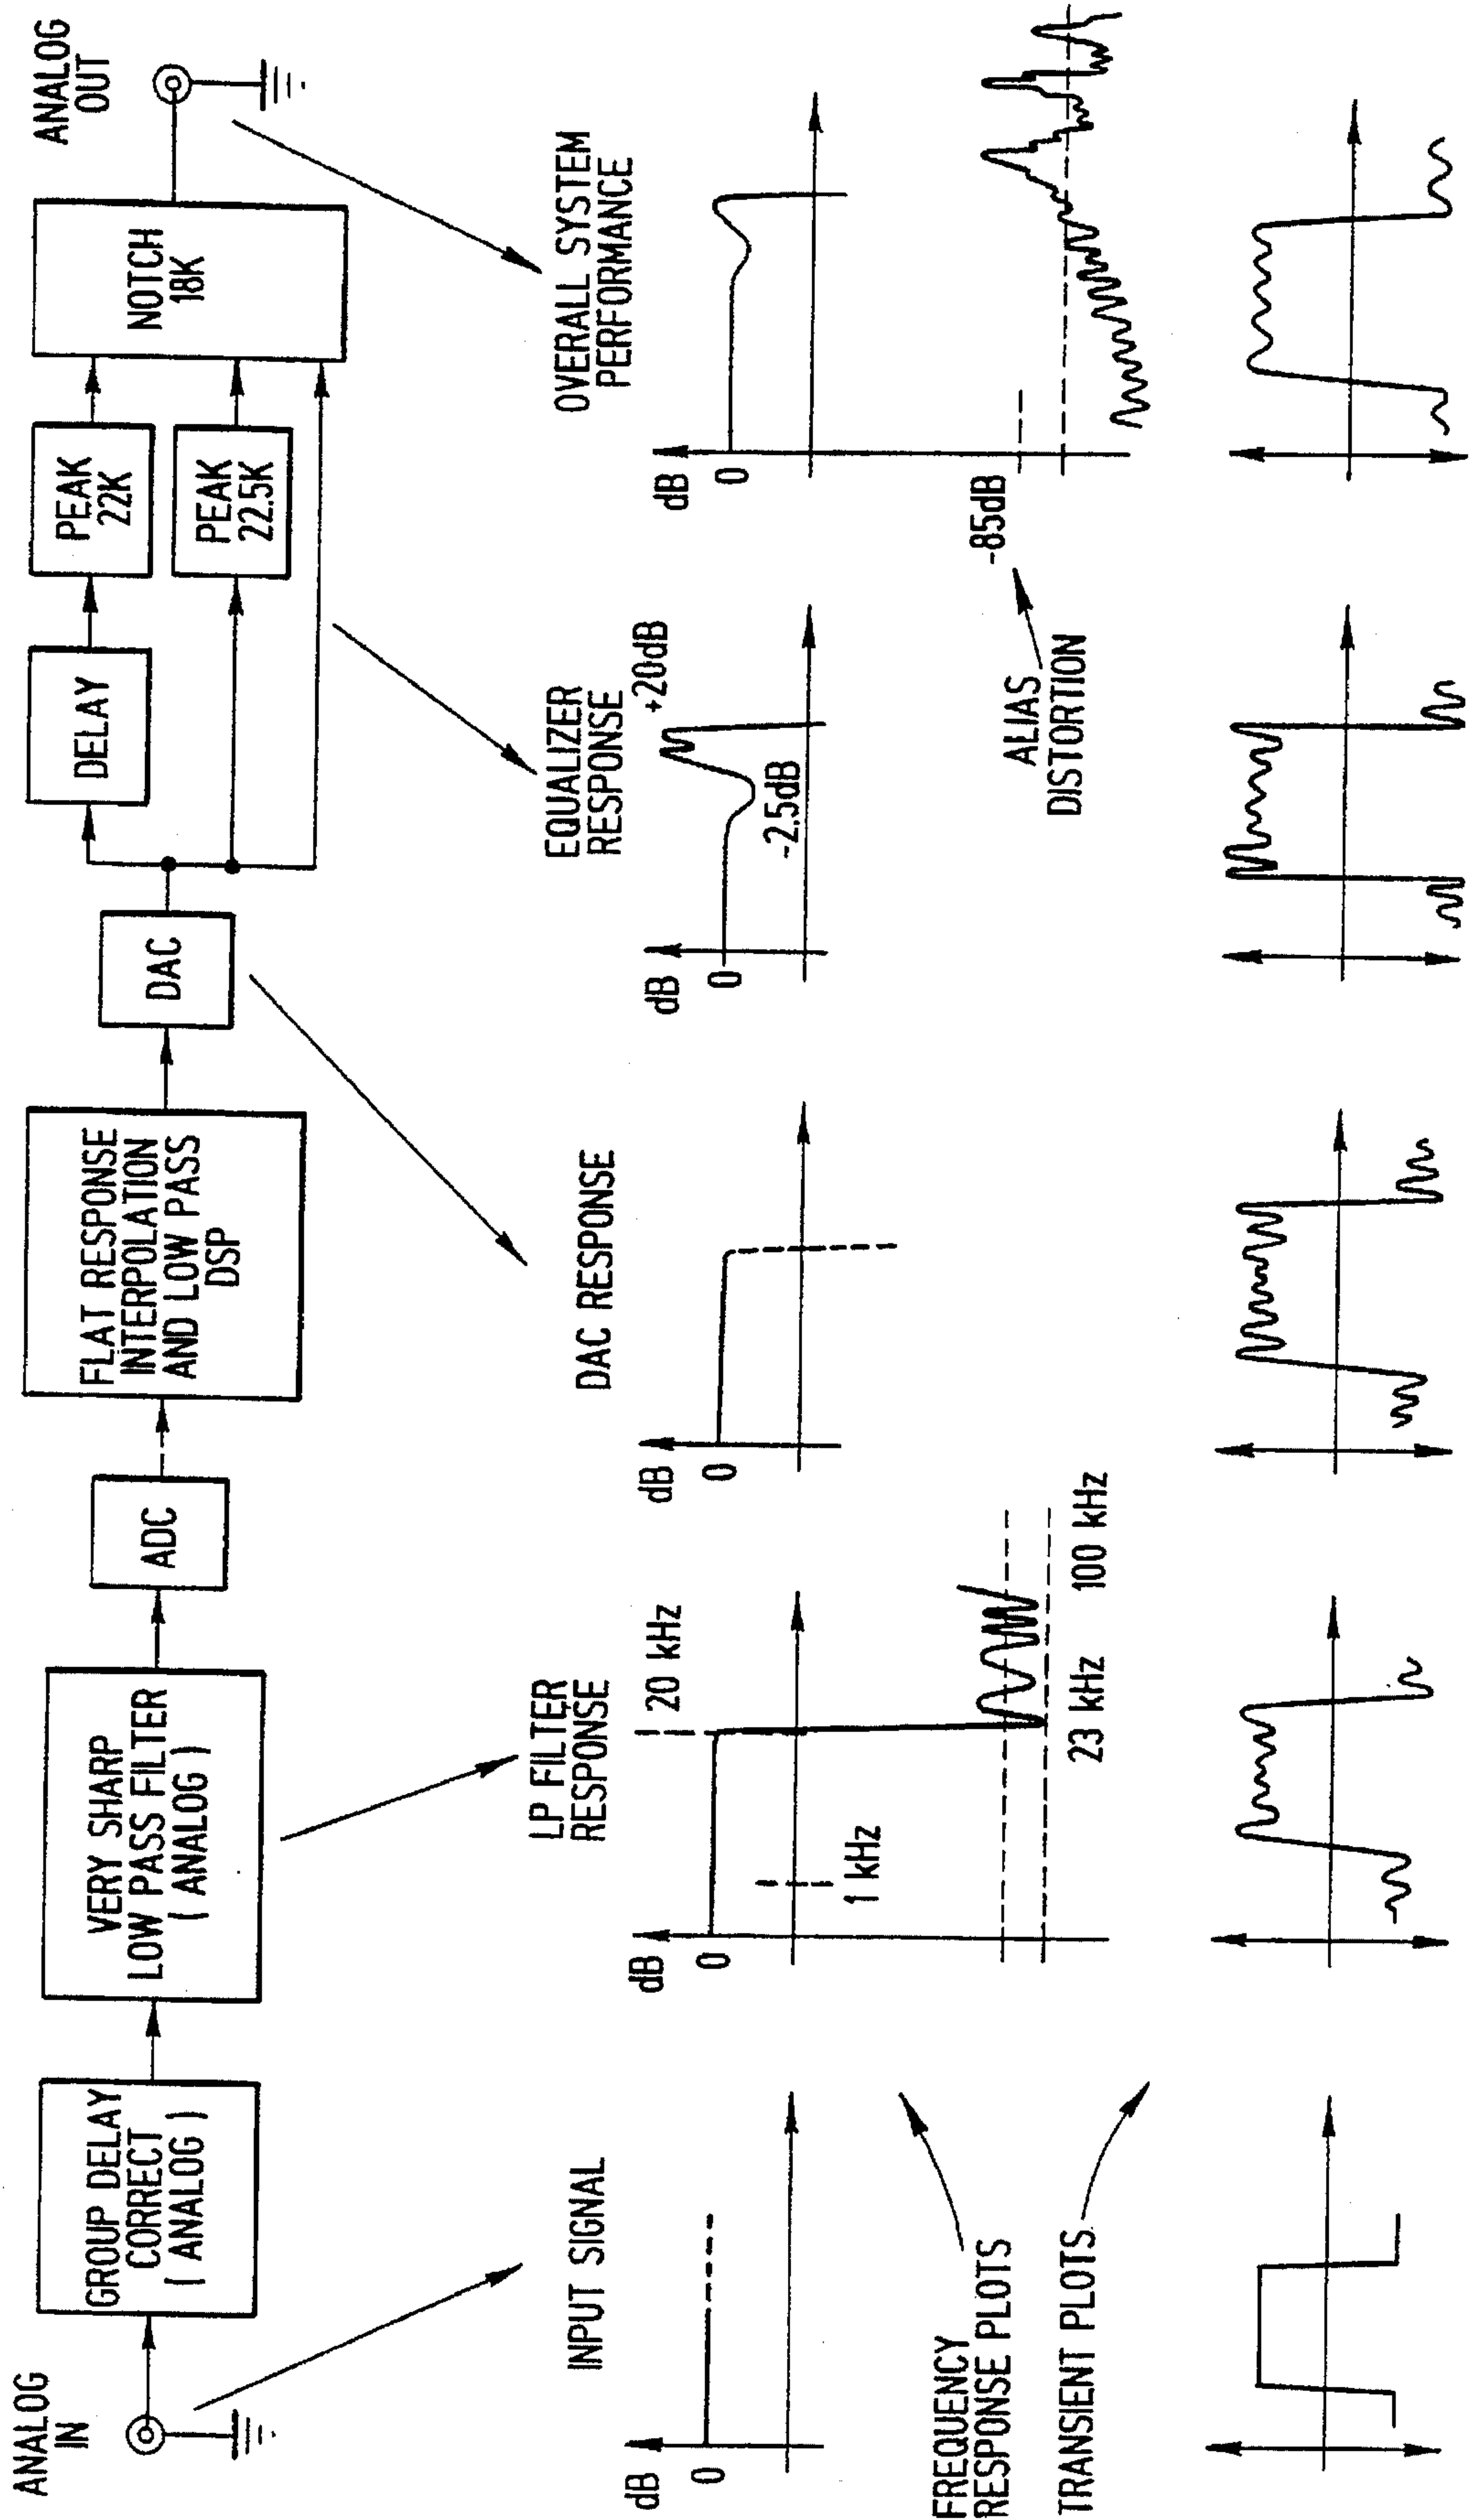 ANALOG
IN
GROUP DELAY
CORRECT
( ANALOG )
VERY SHARP
LOW PASS FILTER
( ANALOG )
ADC
FLAT RESPONSE
INTERPOLATION
AND LOW PASS
DSP
DAC
DELAY
PEAK
22K
PEAK
22.5K
NOTCH
18K
ANALOG
OUT
INPUT SIGNAL
dB
0
LP FILTER
RESPONSE
dB
0
20 kHz
1 kHz
23 kHz
100 kHz
DAC RESPONSE
dB
0
EQUALIZER
RESPONSE
dB
0
+20dB
-2.5dB
OVERALL SYSTEM
PERFORMANCE
dB
0
-85dB
ALIAS
DISTORTION
FREQUENCY
RESPONSE PLOTS
TRANSIENT PLOTS